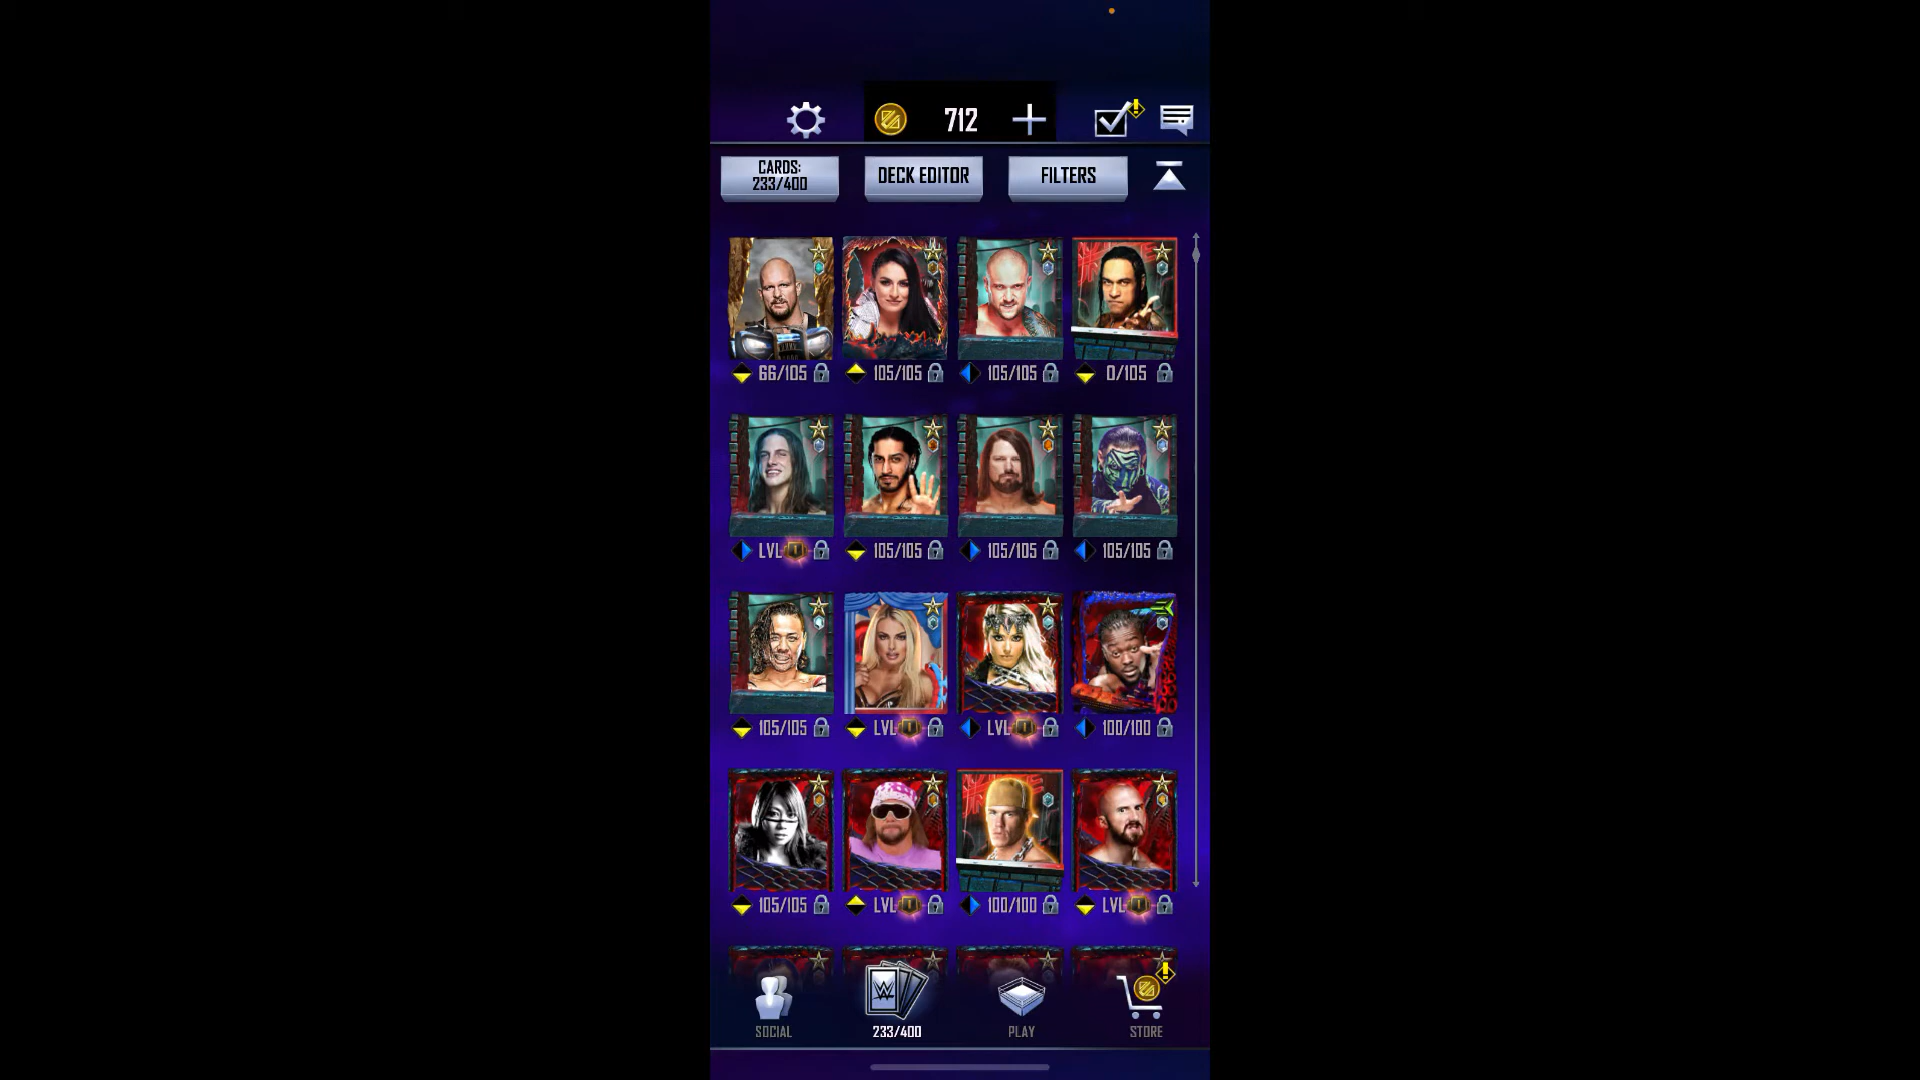 712
CARDS:
233/400
DECK EDITOR
FILTERS
66/105
105/105
105/105
0/105
LVL
105/105
105/105
105/105
105/105
LVL
LVL
100/100
105/105
LVL
100/100
LVL
SOCIAL
233/400
PLAY
STORE